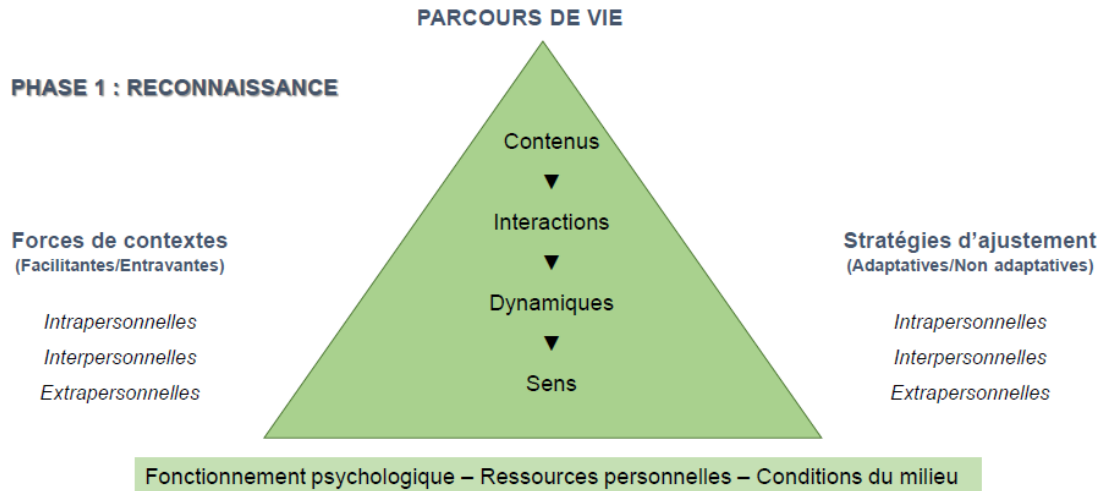 PARCOURS DE VIE
PHASE 1 : RECONNAISSANCE
Contenus
▼
Interactions
▼
Dynamiques
▼
Sens
Forces de contextes
(Facilitantes/Entravantes)
Intrapersonnelles
Interpersonnelles
Extrapersonnelles
Stratégies d’ajustement
(Adaptatives/Non adaptatives)
Intrapersonnelles
Interpersonnelles
Extrapersonnelles
Fonctionnement psychologique – Ressources personnelles – Conditions du milieu